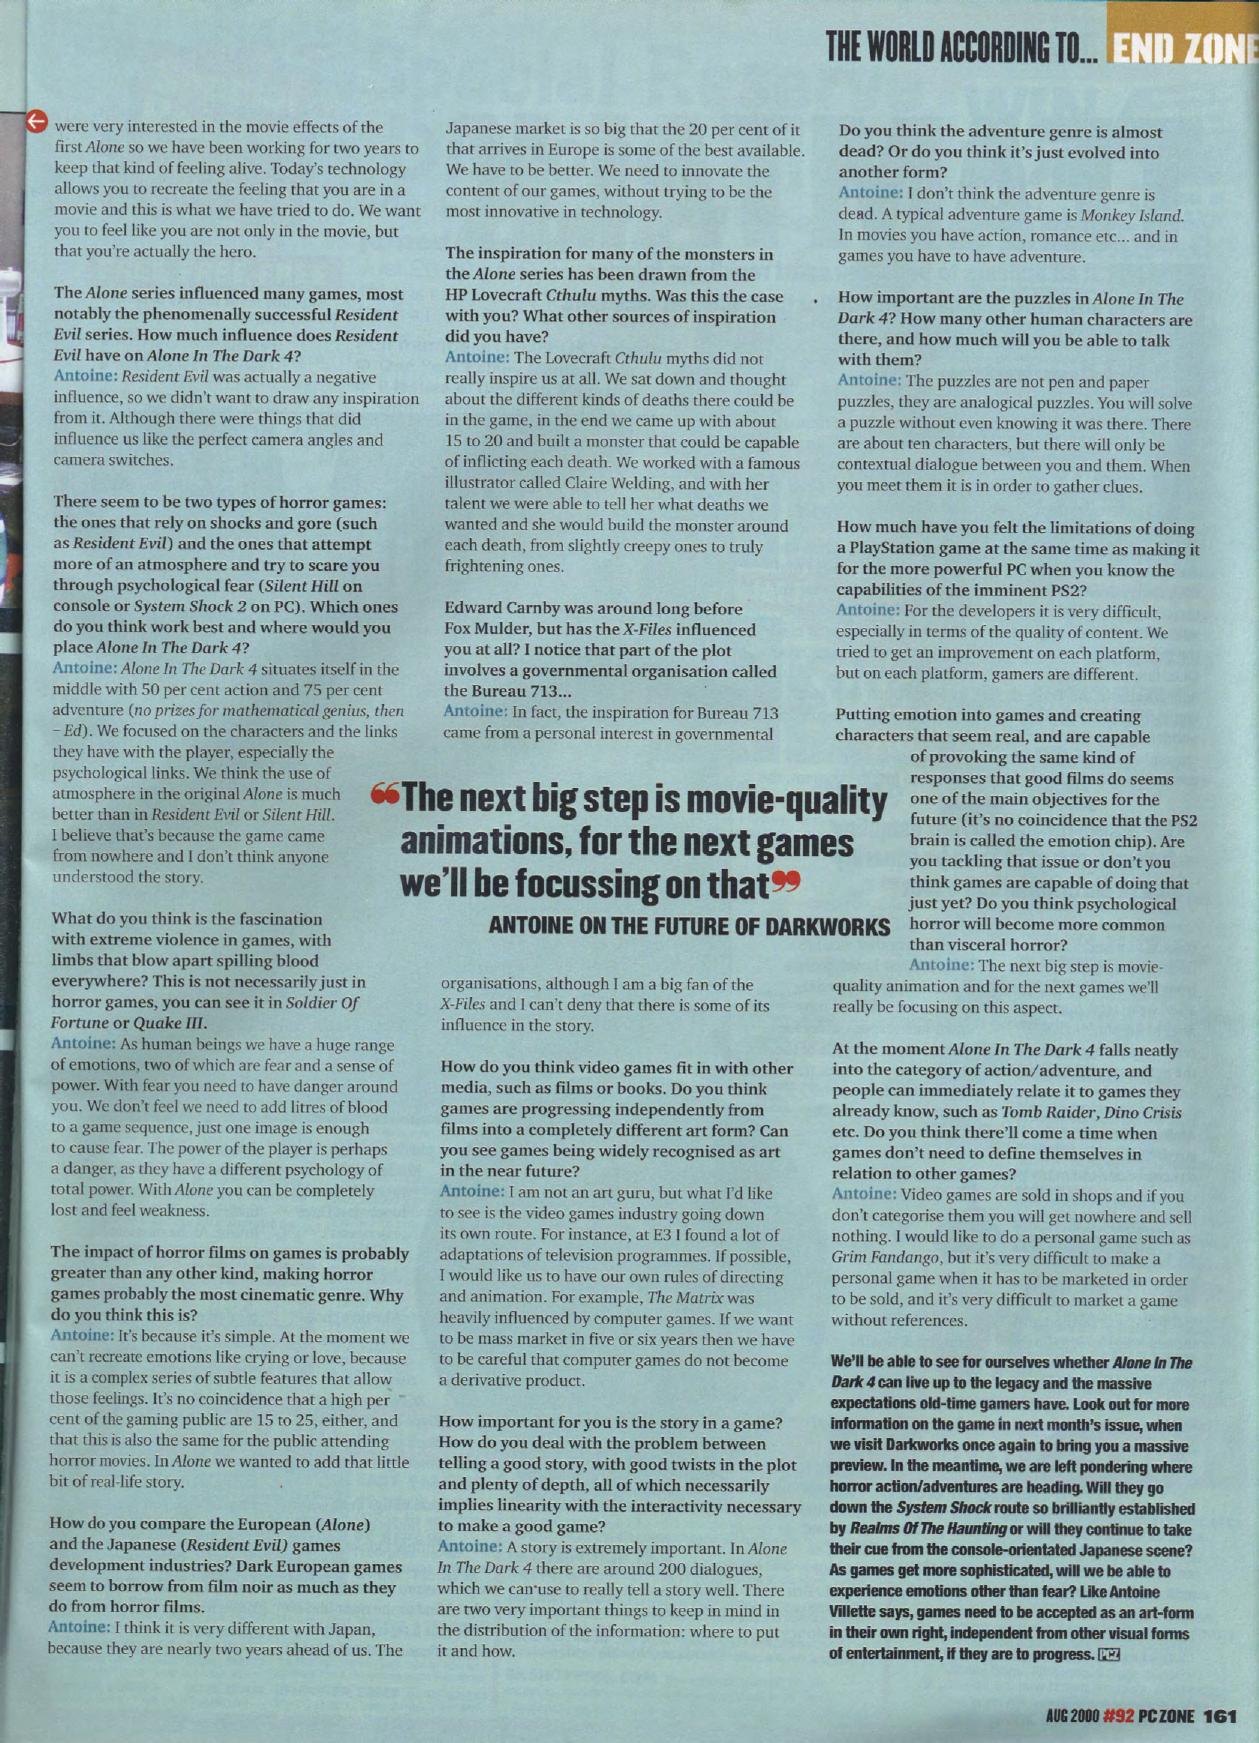 THE WORLD ACCORDING TO... END ZONE
were very interested in the movie effects of the
first Alone so we have been working for two years to
keep that kind of feeling alive. Today's technology
allows you to recreate the feeling that you are in a
movie and this is what we have tried to do. We want
you to feel like you are not only in the movie, but
that you're actually the hero.
The Alone series influenced many games, most
notably the phenomenally successful Resident
Evil series. How much influence does Resident
Evil have on Alone In The Dark 4?
Antoine: Resident Evil was actually a negative
influence, so we didn't want to draw any inspiration
from it. Although there were things that did
influence us like the perfect camera angles and
camera switches.
There seem to be two types of horror games:
the ones that rely on shocks and gore (such
as Resident Evil) and the ones that attempt
more of an atmosphere and try to scare you
through psychological fear (Silent Hill on
console or System Shock 2 on PC). Which ones
do you think work best and where would you
place Alone In The Dark 4?
Antoine: Alone In The Dark 4 situates itself in the
middle with 50 per cent action and 75 per cent
adventure (no prizes for mathematical genius, then
– Ed). We focused on the characters and the links
they have with the player, especially the
psychological links. We think the use of
atmosphere in the original Alone is much
better than in Resident Evil or Silent Hill.
I believe that's because the game came
from nowhere and I don't think anyone
understood the story.
What do you think is the fascination
with extreme violence in games, with
limbs that blow apart spilling blood
everywhere? This is not necessarily just in
horror games, you can see it in Soldier Of
Fortune or Quake III.
Antoine: As human beings we have a huge range
of emotions, two of which are fear and a sense of
power. With fear you need to have danger around
you. We don't feel we need to add litres of blood
to a game sequence, just one image is enough
to cause fear. The power of the player is perhaps
a danger, as they have a different psychology of
total power. With Alone you can be completely
lost and feel weakness.
The impact of horror films on games is probably
greater than any other kind, making horror
games probably the most cinematic genre. Why
do you think this is?
Antoine: It's because it's simple. At the moment we
can't recreate emotions like crying or love, because
it is a complex series of subtle features that allow
those feelings. It's no coincidence that a high per
cent of the gaming public are 15 to 25, either, and
that this is also the same for the public attending
horror movies. In Alone we wanted to add that little
bit of real-life story.
How do you compare the European (Alone)
and the Japanese (Resident Evil) games
development industries? Dark European games
seem to borrow from film noir as much as they
do from horror films.
Antoine: I think it is very different with Japan,
because they are nearly two years ahead of us. The
Japanese market is so big that the 20 per cent of it
that arrives in Europe is some of the best available.
We have to be better. We need to innovate the
content of our games, without trying to be the
most innovative in technology.
The inspiration for many of the monsters in
the Alone series has been drawn from the
HP Lovecraft Cthulu myths. Was this the case
with you? What other sources of inspiration
did you have?
Antoine: The Lovecraft Cthulu myths did not
really inspire us at all. We sat down and thought
about the different kinds of deaths there could be
in the game, in the end we came up with about
15 to 20 and built a monster that could be capable
of inflicting each death. We worked with a famous
illustrator called Claire Welding, and with her
talent we were able to tell her what deaths we
wanted and she would build the monster around
each death, from slightly creepy ones to truly
frightening ones.
Edward Carnby was around long before
Fox Mulder, but has the X-Files influenced
you at all? I notice that part of the plot
involves a governmental organisation called
the Bureau 713...
Antoine: In fact, the inspiration for Bureau 713
came from a personal interest in governmental
“The next big step is movie-quality
animations, for the next games
we'll be focussing on that”
ANTOINE ON THE FUTURE OF DARKWORKS
organisations, although I am a big fan of the
X-Files and I can't deny that there is some of its
influence in the story.
How do you think video games fit in with other
media, such as films or books. Do you think
games are progressing independently from
films into a completely different art form? Can
you see games being widely recognised as art
in the near future?
Antoine: I am not an art guru, but what I'd like
to see is the video games industry going down
its own route. For instance, at E3 I found a lot of
adaptations of television programmes. If possible,
I would like us to have our own rules of directing
and animation. For example, The Matrix was
heavily influenced by computer games. If we want
to be mass market in five or six years then we have
to be careful that computer games do not become
a derivative product.
How important for you is the story in a game?
How do you deal with the problem between
telling a good story, with good twists in the plot
and plenty of depth, all of which necessarily
implies linearity with the interactivity necessary
to make a good game?
Antoine: A story is extremely important. In Alone
In The Dark 4 there are around 200 dialogues,
which we can use to really tell a story well. There
are two very important things to keep in mind in
the distribution of the information: where to put
it and how.
Do you think the adventure genre is almost
dead? Or do you think it's just evolved into
another form?
Antoine: I don't think the adventure genre is
dead. A typical adventure game is Monkey Island.
In movies you have action, romance etc... and in
games you have to have adventure.
How important are the puzzles in Alone In The
Dark 4? How many other human characters are
there, and how much will you be able to talk
with them?
Antoine: The puzzles are not pen and paper
puzzles, they are analogical puzzles. You will solve
a puzzle without even knowing it was there. There
are about ten characters, but there will only be
contextual dialogue between you and them. When
you meet them it is in order to gather clues.
How much have you felt the limitations of doing
a PlayStation game at the same time as making it
for the more powerful PC when you know the
capabilities of the imminent PS2?
Antoine: For the developers it is very difficult,
especially in terms of the quality of content. We
tried to get an improvement on each platform,
but on each platform, gamers are different.
Putting emotion into games and creating
characters that seem real, and are capable
of provoking the same kind of
responses that good films do seems
one of the main objectives for the
future (it's no coincidence that the PS2
brain is called the emotion chip). Are
you tackling that issue or don't you
think games are capable of doing that
just yet? Do you think psychological
horror will become more common
than visceral horror?
Antoine: The next big step is movie-
quality animation and for the next games we'll
really be focusing on this aspect.
At the moment Alone In The Dark 4 falls neatly
into the category of action/adventure, and
people can immediately relate it to games they
already know, such as Tomb Raider, Dino Crisis
etc. Do you think there'll come a time when
games don't need to define themselves in
relation to other games?
Antoine: Video games are sold in shops and if you
don't categorise them you will get nowhere and sell
nothing. I would like to do a personal game such as
Grim Fandango, but it's very difficult to make a
personal game when it has to be marketed in order
to be sold, and it's very difficult to market a game
without references.
We'll be able to see for ourselves whether Alone In The
Dark 4 can live up to the legacy and the massive
expectations old-time gamers have. Look out for more
information on the game in next month's issue, when
we visit Darkworks once again to bring you a massive
preview. In the meantime, we are left pondering where
horror action/adventures are heading. Will they go
down the System Shock route so brilliantly established
by Realms Of The Haunting or will they continue to take
their cue from the console-orientated Japanese scene?
As games get more sophisticated, will we be able to
experience emotions other than fear? Like Antoine
Villette says, games need to be accepted as an art-form
in their own right, independent from other visual forms
of entertainment, if they are to progress. PCZ
AUG 2000 #92 PC ZONE 161